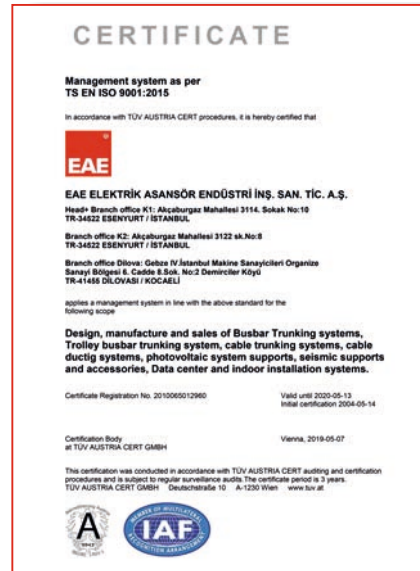 CERTIFICATE
Management system as per
TS EN ISO 9001:2015
In accordance with TÜV AUSTRIA CERT procedures, it is hereby certified that
EAE
EAE ELEKTRİK ASANSÖR ENDÜSTRİ İNŞ. SAN. TİC. A.Ş.
Head+ Branch office K1: Akçaburgaz Mahallesi 3114. Sokak No:10
TR-34522 ESENYURT / İSTANBUL
Branch office K2: Akçaburgaz Mahallesi 3122 sk.No:8
TR-34522 ESENYURT / İSTANBUL
Branch office Dilova: Gebze IV.İstanbul Makine Sanayicileri Organize
Sanayi Bölgesi 6. Cadde 8.Sok. No:2 Demirciler Köyü
TR-41455 DİLOVASI / KOCAELİ
applies a management system in line with the above standard for the
following scope
Design, manufacture and sales of Busbar Trunking systems,
Trolley busbar trunking system, cable trunking systems, cable
ductig systems, photovoltaic system supports, seismic supports
and accessories, Data center and indoor installation systems.
Certificate Registration No. 2010065012960
Valid until 2020-05-13
Initial certification 2004-05-14
Certification Body
at TÜV AUSTRIA CERT GMBH
Vienna, 2019-05-07
This certification was conducted in accordance with TÜV AUSTRIA CERT auditing and certification
procedures and is subject to regular surveillance audits.The certificate period is 3 years.
TÜV AUSTRIA CERT GMBH Deutschstraße 10 A-1230 Wien www.tuv.at
A
MEMBER OF MULTILATERAL
IAF
RECOGNITION ARRANGEMENT